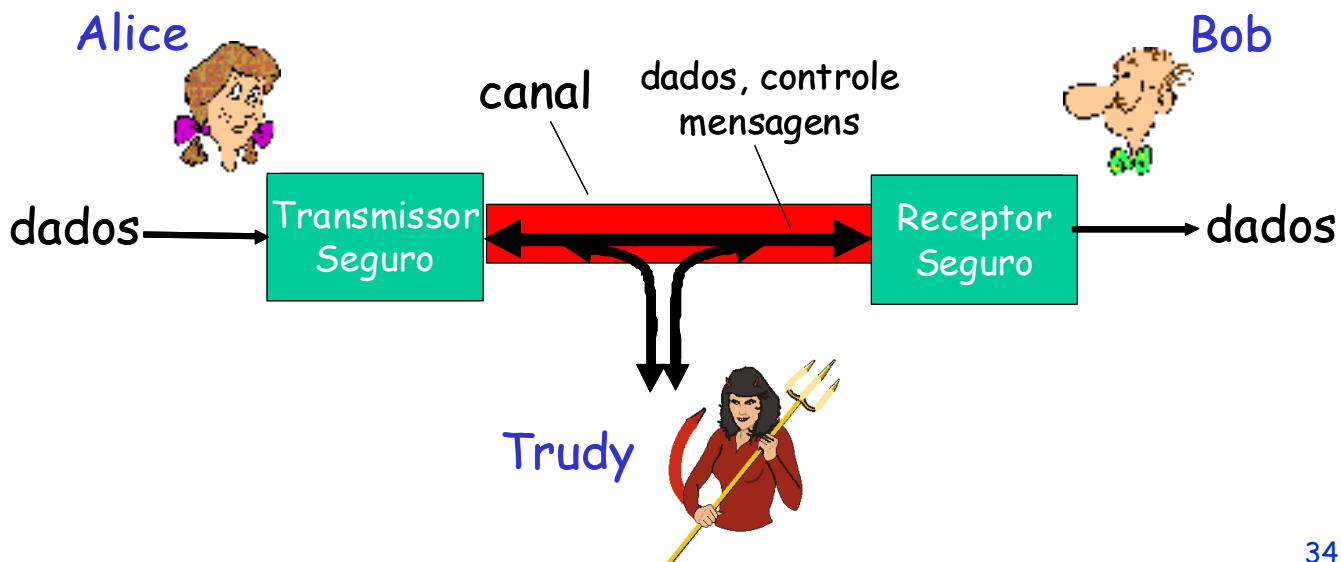 Alice
Bob
canal
dados, controle
mensagens
dados
Transmissor
Seguro
Receptor
Seguro
dados
Trudy
34